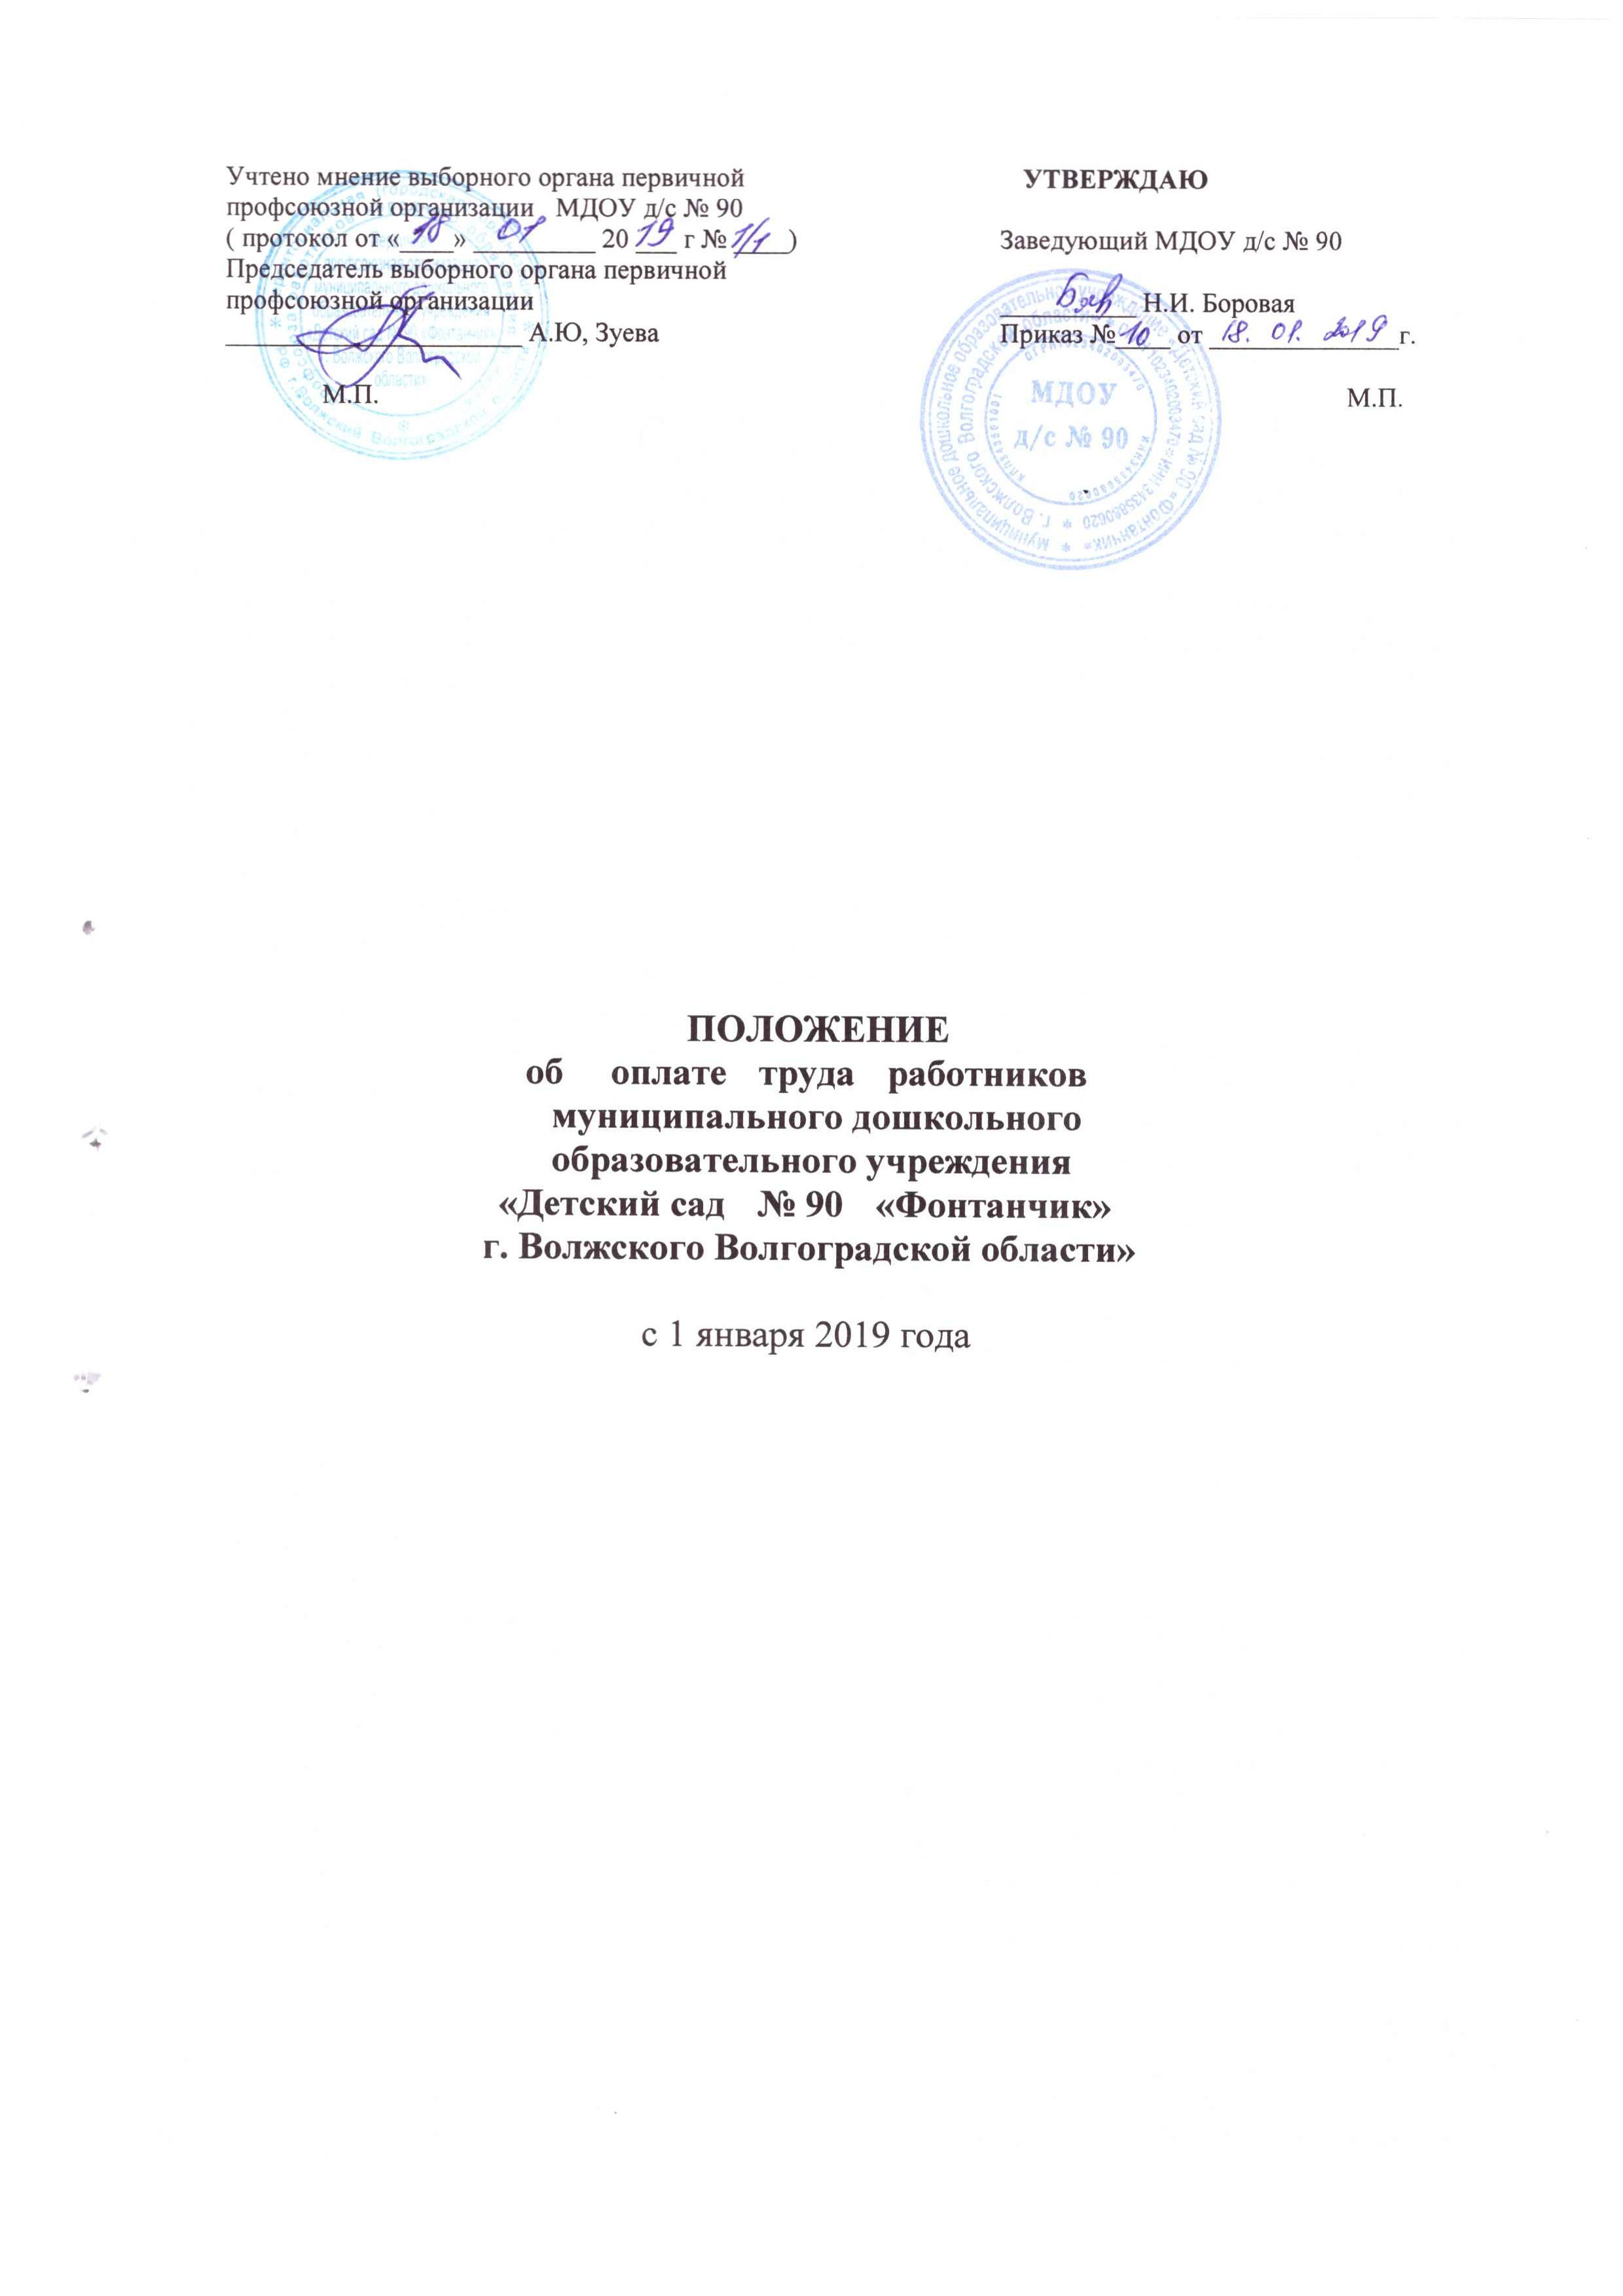 Учтено мнение выборного органа первичной
профсоюзной организации МДОУ д/с № 90
( протокол от « 18 » 01 20 19 г № 1/1 )
Председатель выборного органа первичной
профсоюзной организации
А.Ю, Зуева
М.П.
УТВЕРЖДАЮ
Заведующий МДОУ д/с № 90
Н.И. Боровая
Приказ № 10 от 18. 01. 2019 г.
М.П.
МДОУ
д/с № 90
ПОЛОЖЕНИЕ
об оплате труда работников
муниципального дошкольного
образовательного учреждения
«Детский сад № 90 «Фонтанчик»
г. Волжского Волгоградской области»
с 1 января 2019 года